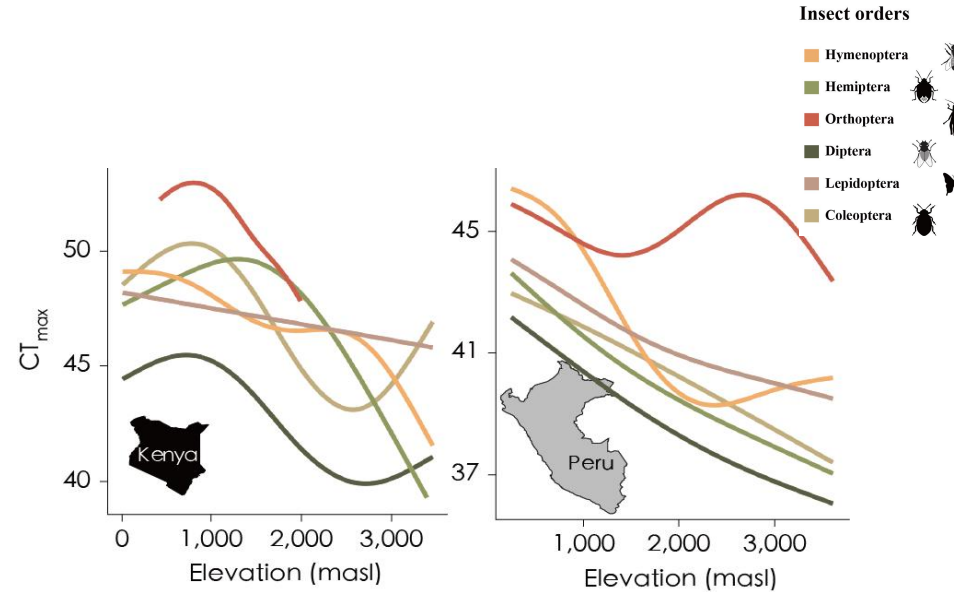 Insect orders
Hymenoptera
Hemiptera
Orthoptera
Diptera
Lepidoptera
Coleoptera
CTmax
50
45
40
Kenya
0
1,000
2,000
3,000
Elevation (masl)
45
41
37
Peru
1,000
2,000
3,000
Elevation (masl)